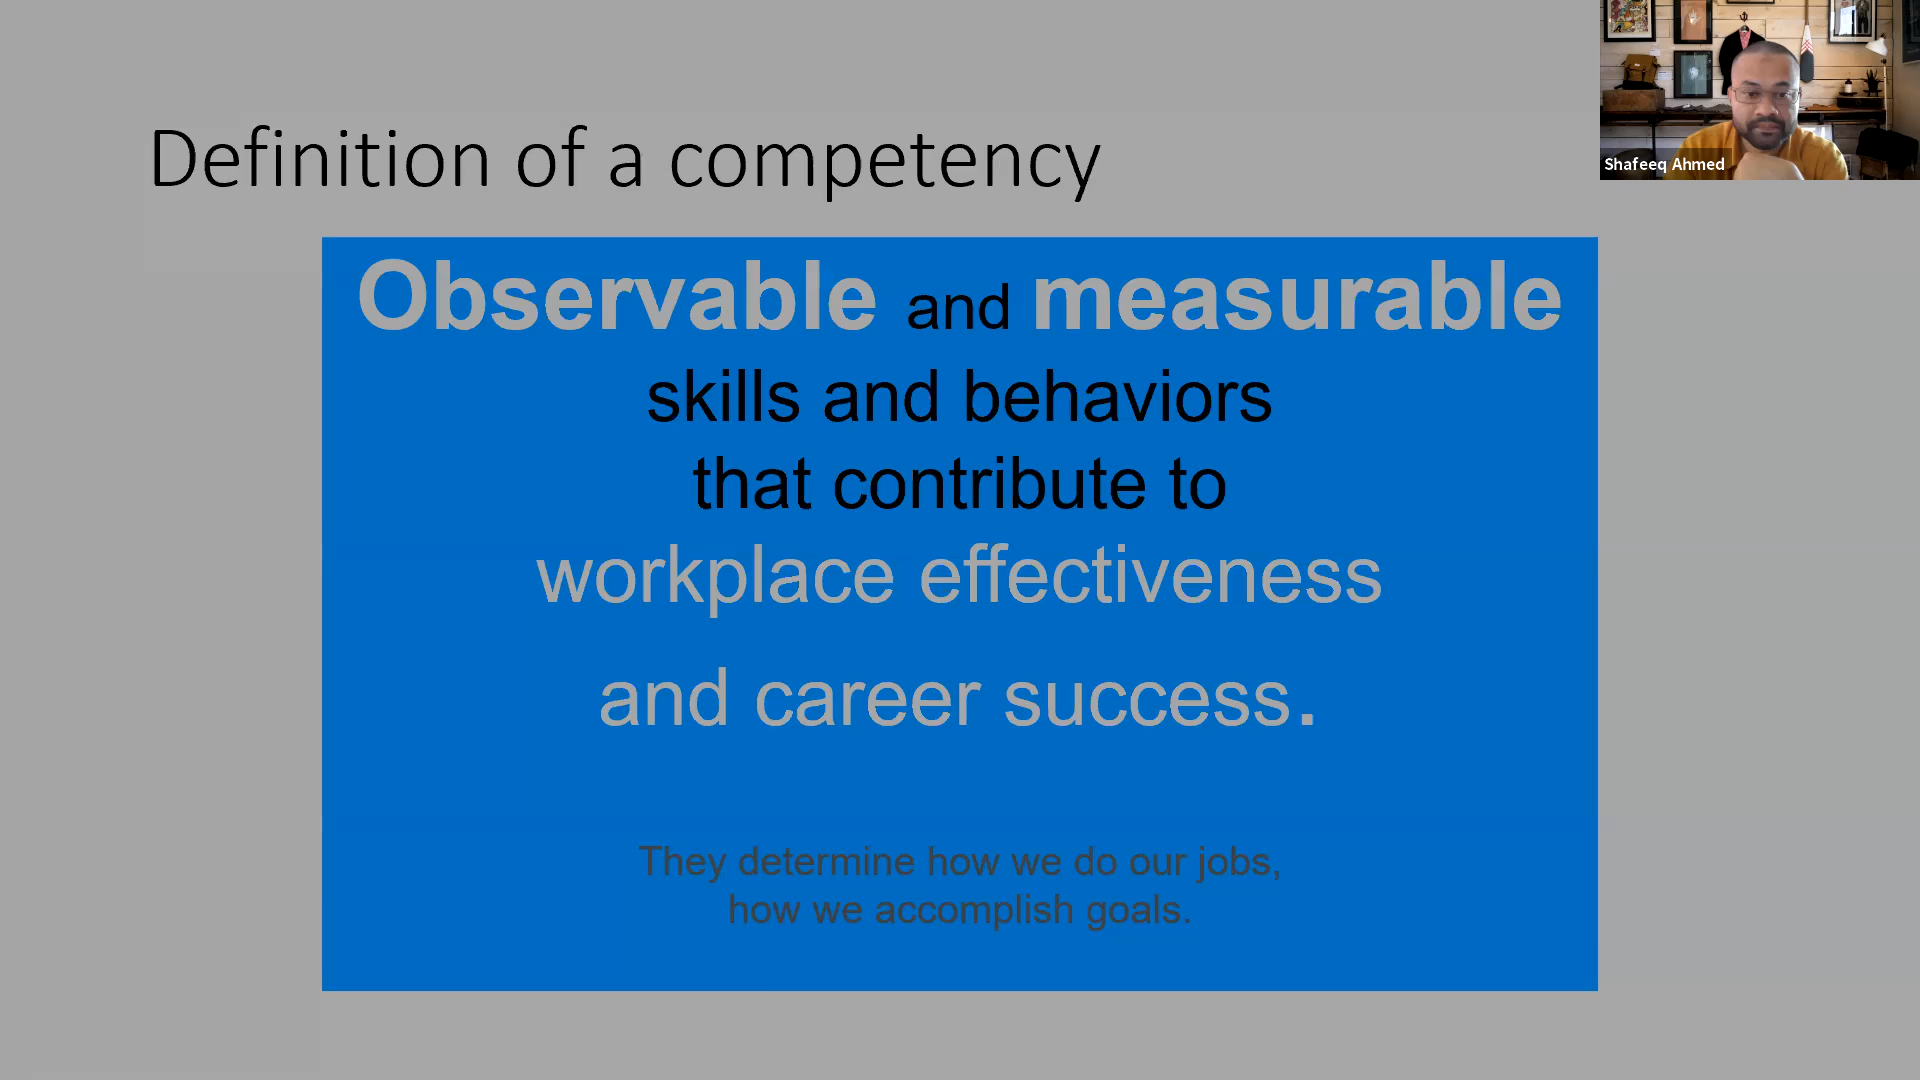 Definition of a competency
Shafeeq Ahmed
Observable and measurable
skills and behaviors
that contribute to
workplace effectiveness
and career success.
They determine how we do our jobs,
how we accomplish goals.